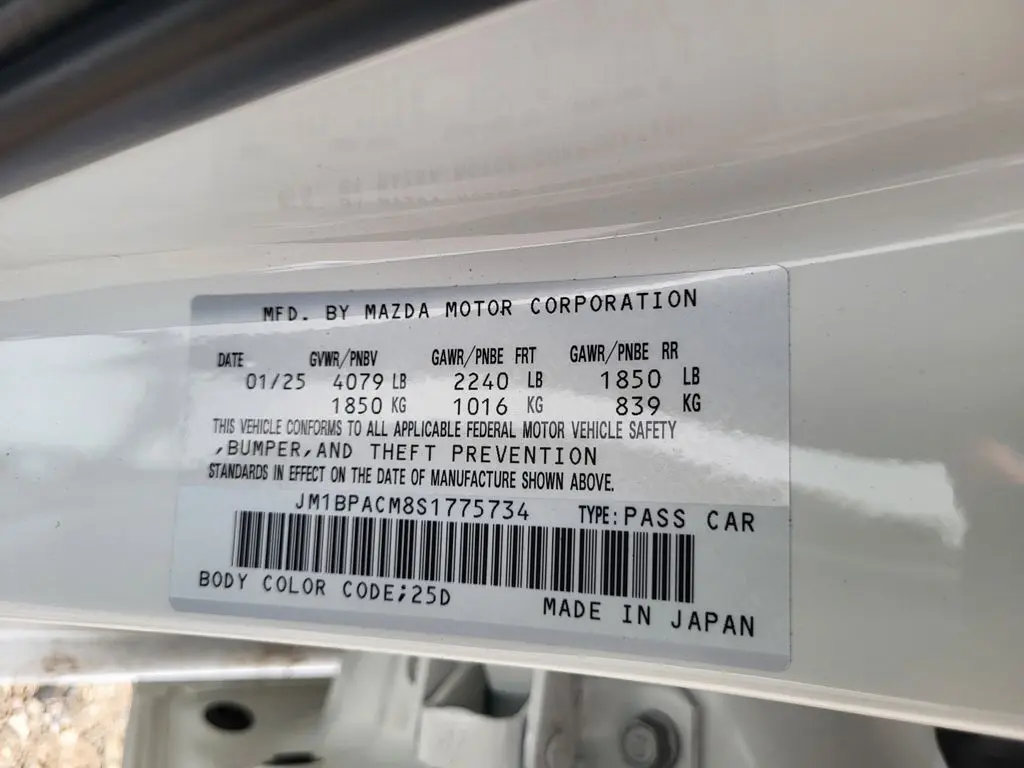 MFD. BY MAZDA MOTOR CORPORATION
DATE GVWR/PNBV GAWR/PNBE FRT GAWR/PNBE RR
01/25 4079 LB 2240 LB 1850 LB
1850 KG 1016 KG 839 KG
THIS VEHICLE CONFORMS TO ALL APPLICABLE FEDERAL MOTOR VEHICLE SAFETY
,BUMPER,AND THEFT PREVENTION
STANDARDS IN EFFECT ON THE DATE OF MANUFACTURE SHOWN ABOVE.
JM1BPACM8S1775734 TYPE:PASS CAR
BODY COLOR CODE;25D MADE IN JAPAN